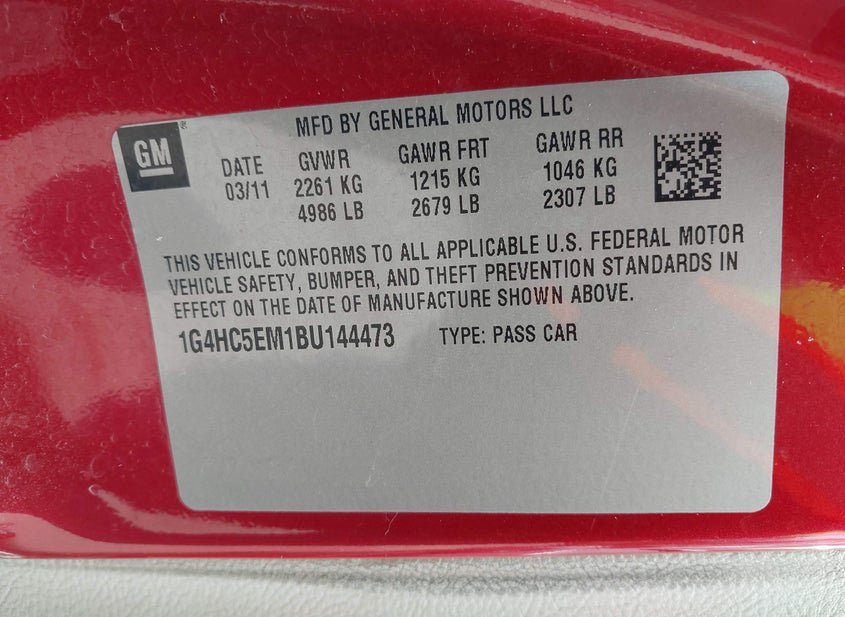 MFD BY GENERAL MOTORS LLC
GM
DATE GVWR GAWR FRT GAWR RR
03/11 2261 KG 1215 KG 1046 KG
4986 LB 2679 LB 2307 LB
THIS VEHICLE CONFORMS TO ALL APPLICABLE U.S. FEDERAL MOTOR
VEHICLE SAFETY, BUMPER, AND THEFT PREVENTION STANDARDS IN
EFFECT ON THE DATE OF MANUFACTURE SHOWN ABOVE.
1G4HC5EM1BU144473 TYPE: PASS CAR